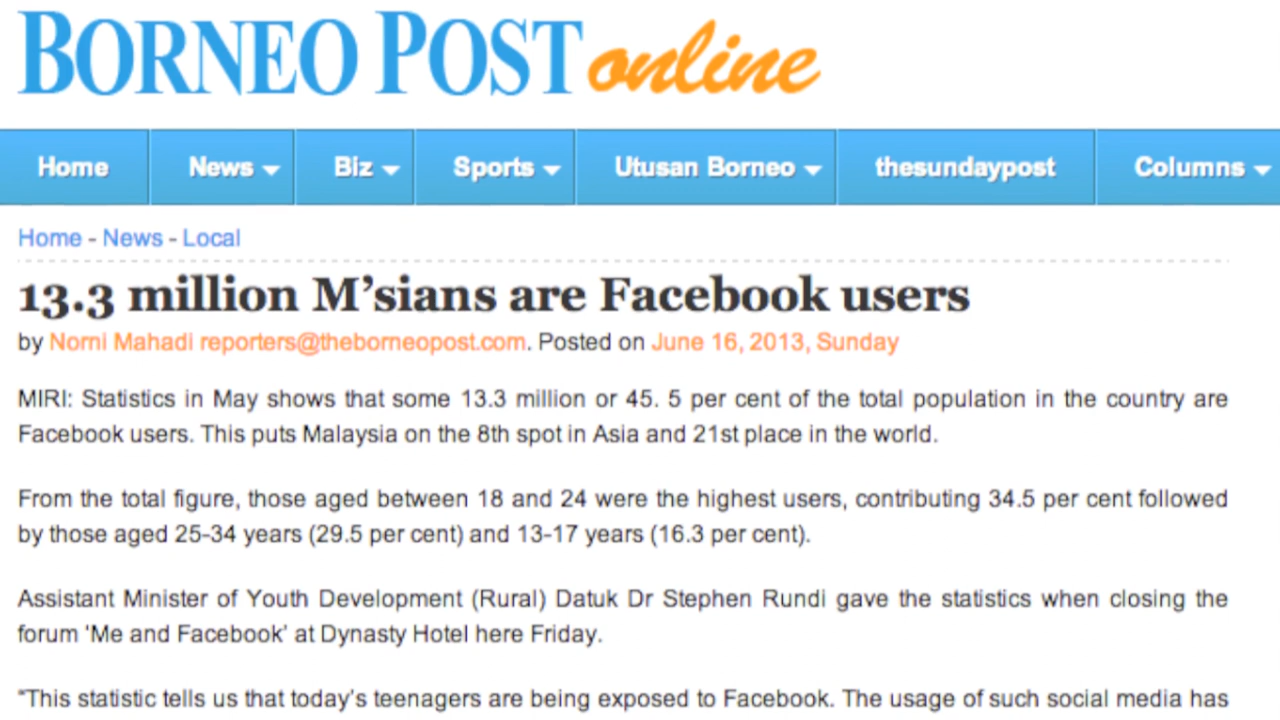 BORNEO POST online
Home News Biz Sports Utusan Borneo thesundaypost Columns
Home - News - Local
13.3 million M’sians are Facebook users
by Norni Mahadi reporters@theborneopost.com. Posted on June 16, 2013, Sunday
MIRI: Statistics in May shows that some 13.3 million or 45. 5 per cent of the total population in the country are
Facebook users. This puts Malaysia on the 8th spot in Asia and 21st place in the world.
From the total figure, those aged between 18 and 24 were the highest users, contributing 34.5 per cent followed
by those aged 25-34 years (29.5 per cent) and 13-17 years (16.3 per cent).
Assistant Minister of Youth Development (Rural) Datuk Dr Stephen Rundi gave the statistics when closing the
forum ‘Me and Facebook’ at Dynasty Hotel here Friday.
“This statistic tells us that today’s teenagers are being exposed to Facebook. The usage of such social media has